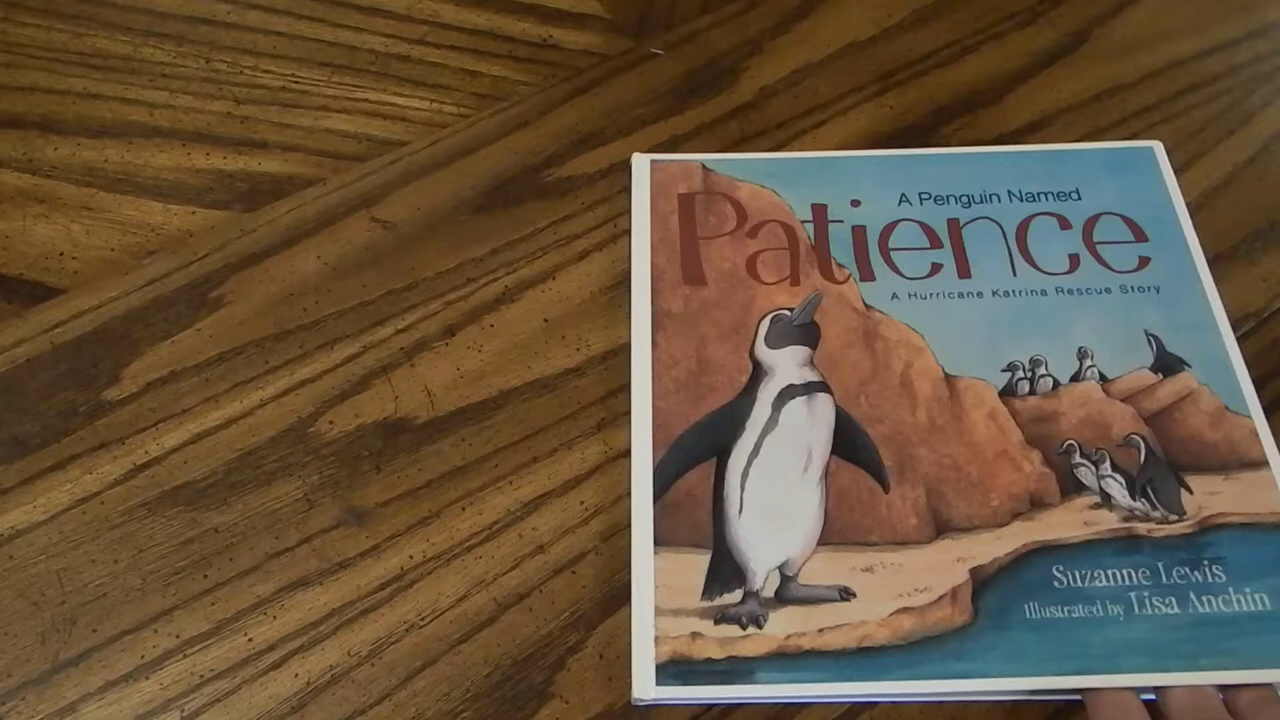 A Penguin Named
Patience
A Hurricane Katrina Rescue Story
Suzanne Lewis
Illustrated by Lisa Anchin